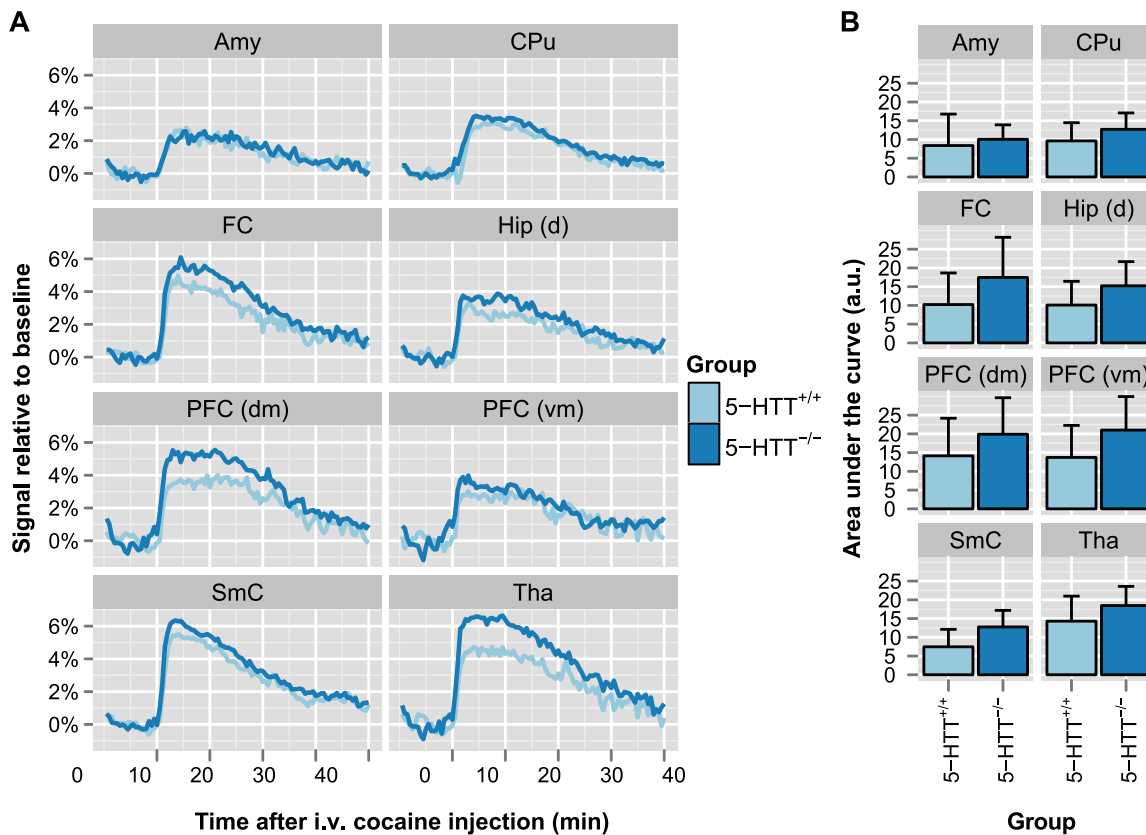 A
Amy
CPu
6%
4%
2%
0%
FC
Hip (d)
6%
4%
2%
0%
PFC (dm)
PFC (vm)
6%
4%
2%
0%
SmC
Tha
6%
4%
2%
0%
0 10 20 30 40
0 10 20 30 40
Signal relative to baseline
Time after i.v. cocaine injection (min)
Group
5−HTT+/+
5−HTT−/−
B
Amy
CPu
25
20
15
10
5
0
FC
Hip (d)
25
20
15
10
5
0
PFC (dm)
PFC (vm)
25
20
15
10
5
0
SmC
Tha
25
20
15
10
5
0
5−HTT+/+
5−HTT−/−
5−HTT+/+
5−HTT−/−
Area under the curve (a.u.)
Group